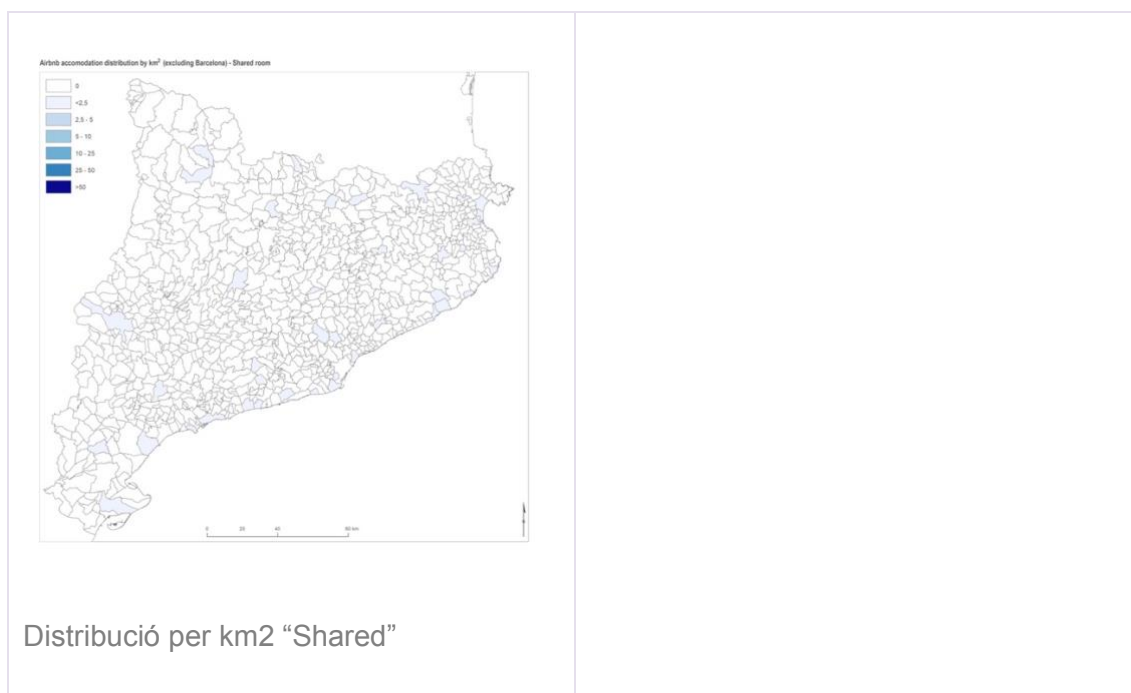 Airbnb accomodation distribution by km² (excluding Barcelona) - Shared room
0
<2,5
2,5 - 5
5 - 10
10 - 25
25 - 50
>50
0 20 40 60 km
Distribució per km2 “Shared”